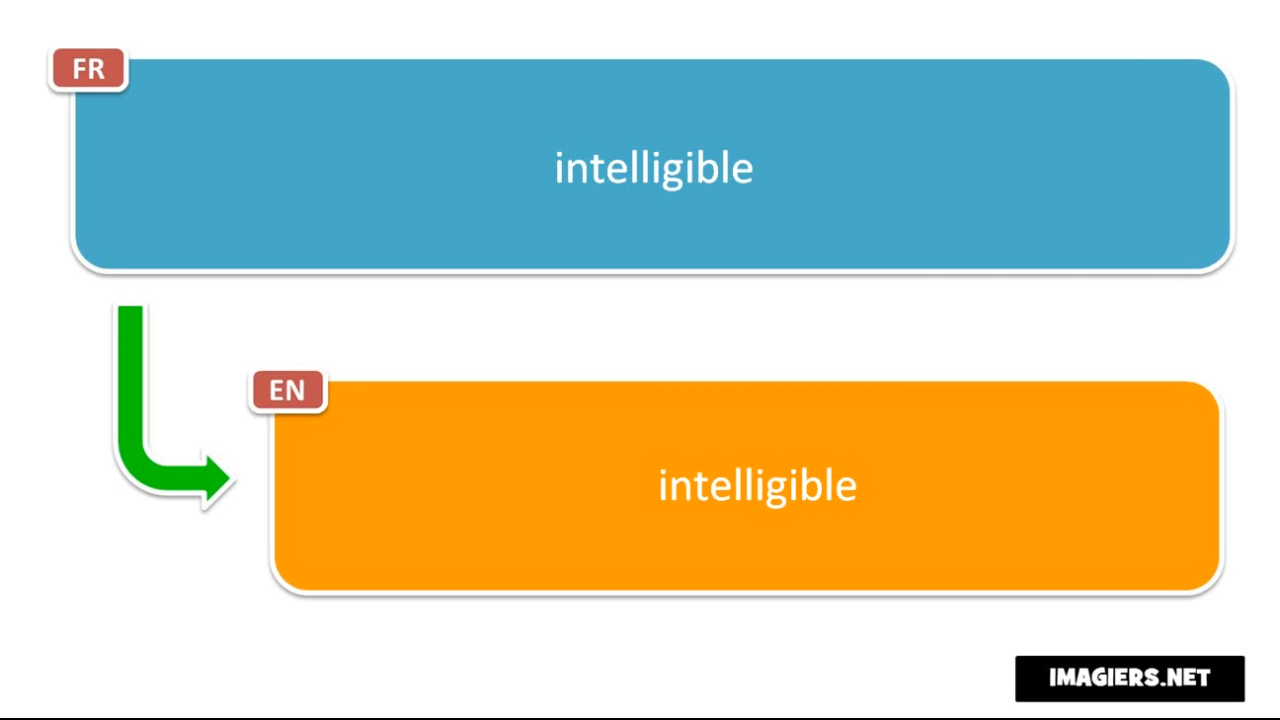 FR
intelligible
EN
intelligible
IMAGIERS.NET